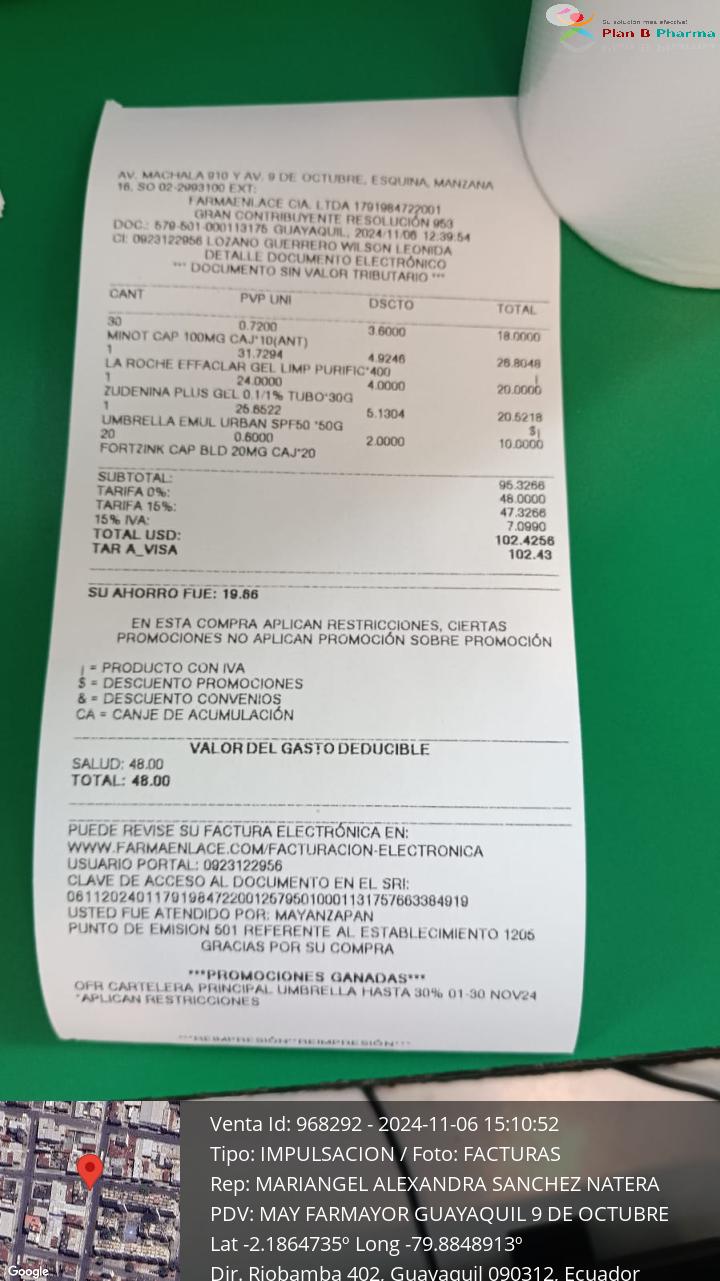 Su solucion mas efectiva!
Plan B Pharma
AV. MACHALA 910 Y AV. 9 DE OCTUBRE, ESQUINA, MANZANA
16, SO 02-2993100 EXT:
FARMAENLACE CIA. LTDA 1791984722001
GRAN CONTRIBUYENTE RESOLUCIÓN 953
DOC.: 579-501-000113175 GUAYAQUIL, 2024/11/06 12:39:54
CI: 0923122956 LOZANO GUERRERO WILSON LEONIDA
DETALLE DOCUMENTO ELECTRÓNICO
*** DOCUMENTO SIN VALOR TRIBUTARIO ***
CANT PVP UNI DSCTO TOTAL
30 0.7200 3.6000 18.0000
MINOT CAP 100MG CAJ*10(ANT)
1 31.7294 4.9246 26.8048
LA ROCHE EFFACLAR GEL LIMP PURIFIC*400 ¡
1 24.0000 4.0000 20.0000
ZUDENINA PLUS GEL 0.1/1% TUBO*30G
1 25.6522 5.1304 20.5218
UMBRELLA EMUL URBAN SPF50 *50G $¡
20 0.6000 2.0000 10.0000
FORTZINK CAP BLD 20MG CAJ*20
SUBTOTAL: 95.3266
TARIFA 0%: 48.0000
TARIFA 15%: 47.3266
15% IVA: 7.0990
TOTAL USD: 102.4256
TAR A_VISA 102.43
SU AHORRO FUE: 19.66
EN ESTA COMPRA APLICAN RESTRICCIONES, CIERTAS
PROMOCIONES NO APLICAN PROMOCIÓN SOBRE PROMOCIÓN
¡ = PRODUCTO CON IVA
$ = DESCUENTO PROMOCIONES
& = DESCUENTO CONVENIOS
CA = CANJE DE ACUMULACIÓN
VALOR DEL GASTO DEDUCIBLE
SALUD: 48.00
TOTAL: 48.00
PUEDE REVISE SU FACTURA ELECTRÓNICA EN:
WWW.FARMAENLACE.COM/FACTURACION-ELECTRONICA
USUARIO PORTAL: 0923122956
CLAVE DE ACCESO AL DOCUMENTO EN EL SRI:
0611202401179198472200125795010001131757663384919
USTED FUE ATENDIDO POR: MAYANZAPAN
PUNTO DE EMISION 501 REFERENTE AL ESTABLECIMIENTO 1205
GRACIAS POR SU COMPRA
***PROMOCIONES GANADAS***
OFR CARTELERA PRINCIPAL UMBRELLA HASTA 30% 01-30 NOV24
*APLICAN RESTRICCIONES
***REIMPRESIÓN**REIMPRESIÓN***
Venta Id: 968292 - 2024-11-06 15:10:52
Tipo: IMPULSACION / Foto: FACTURAS
Rep: MARIANGEL ALEXANDRA SANCHEZ NATERA
PDV: MAY FARMAYOR GUAYAQUIL 9 DE OCTUBRE
Lat -2.1864735º Long -79.8848913º
Dir. Riobamba 402, Guayaquil 090312, Ecuador
Google